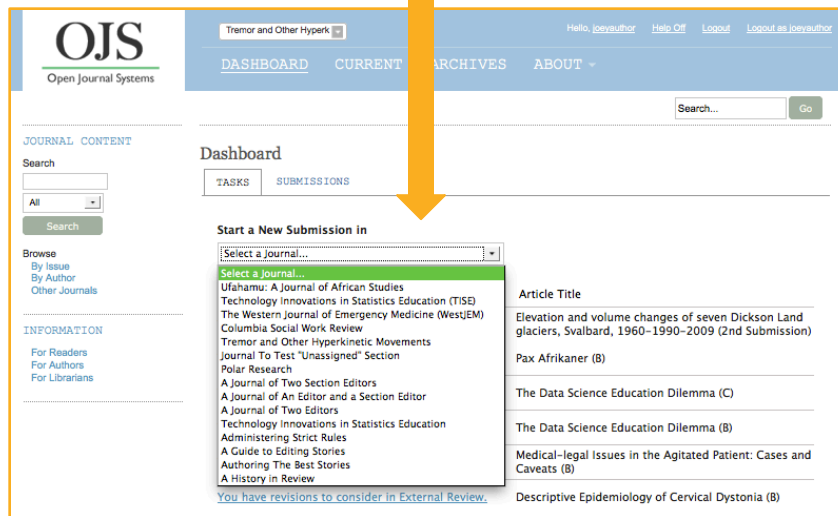 OJS
Open Journal Systems
Tremor and Other Hyperk
Hello, joeyauthor Help Off Logout Logout as joeyauthor
DASHBOARD CURRENT ARCHIVES ABOUT
Search... Go
JOURNAL CONTENT
Search
All
Search
Browse
By Issue
By Author
Other Journals
INFORMATION
For Readers
For Authors
For Librarians
Dashboard
TASKS SUBMISSIONS
Start a New Submission in
Select a Journal...
Select a Journal...
Ufahamu: A Journal of African Studies
Technology Innovations in Statistics Education (TISE)
The Western Journal of Emergency Medicine (WestJEM)
Columbia Social Work Review
Tremor and Other Hyperkinetic Movements
Journal To Test "Unassigned" Section
Polar Research
A Journal of Two Section Editors
A Journal of An Editor and a Section Editor
A Journal of Two Editors
Technology Innovations in Statistics Education
Administering Strict Rules
A Guide to Editing Stories
Authoring The Best Stories
A History in Review
You have revisions to consider in External Review.
Article Title
Elevation and volume changes of seven Dickson Land
glaciers, Svalbard, 1960-1990-2009 (2nd Submission)
Pax Afrikaner (B)
The Data Science Education Dilemma (C)
The Data Science Education Dilemma (B)
Medical-legal Issues in the Agitated Patient: Cases and
Caveats (B)
Descriptive Epidemiology of Cervical Dystonia (B)